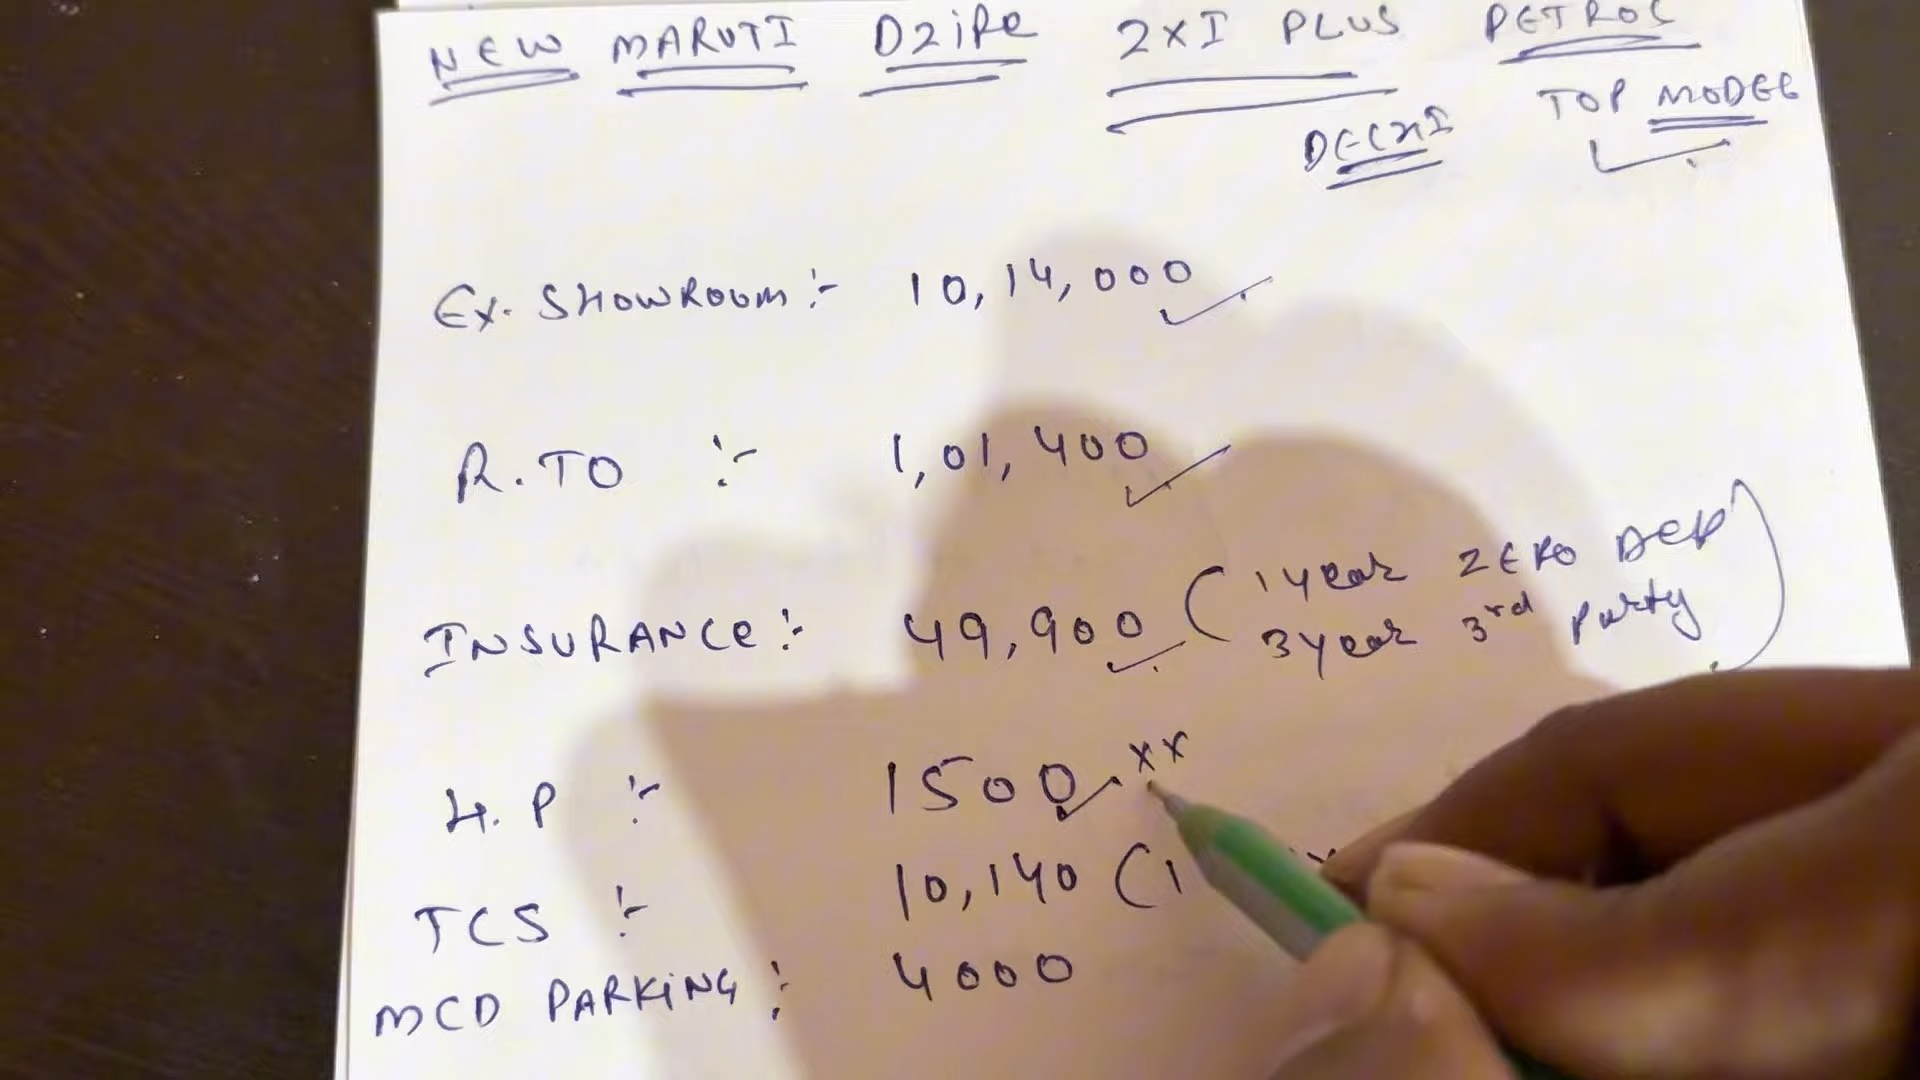 NEW MARUTI DZIRE ZXI PLUS PETROL
DELHI TOP MODEL
Ex. SHOWROOM :- 10,14,000
R.TO :- 1,01,400
INSURANCE :- 49,900 (1 year ZERO DEP
3 year 3rd party)
H.P :- 1500 xx
TCS :- 10,140 (1
MCD PARKING : 4000